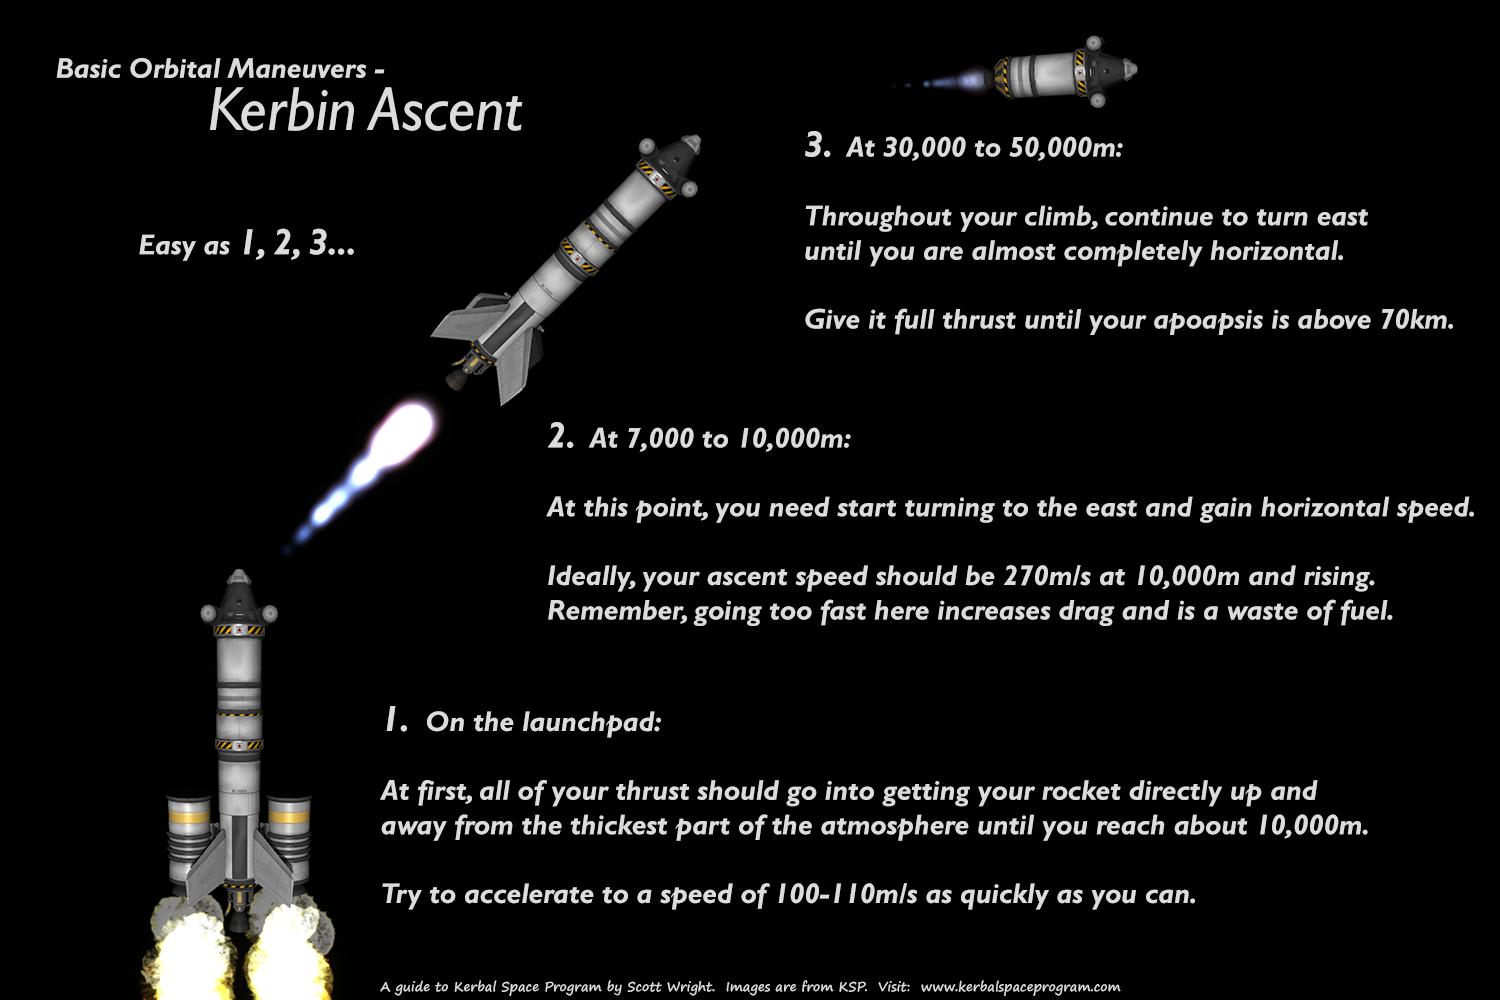 Basic Orbital Maneuvers -
Kerbin Ascent
Easy as 1, 2, 3...
3. At 30,000 to 50,000m:
Throughout your climb, continue to turn east
until you are almost completely horizontal.
Give it full thrust until your apoapsis is above 70km.
2. At 7,000 to 10,000m:
At this point, you need start turning to the east and gain horizontal speed.
Ideally, your ascent speed should be 270m/s at 10,000m and rising.
Remember, going too fast here increases drag and is a waste of fuel.
1. On the launchpad:
At first, all of your thrust should go into getting your rocket directly up and
away from the thickest part of the atmosphere until you reach about 10,000m.
Try to accelerate to a speed of 100-110m/s as quickly as you can.
A guide to Kerbal Space Program by Scott Wright. Images are from KSP. Visit: www.kerbalspaceprogram.com